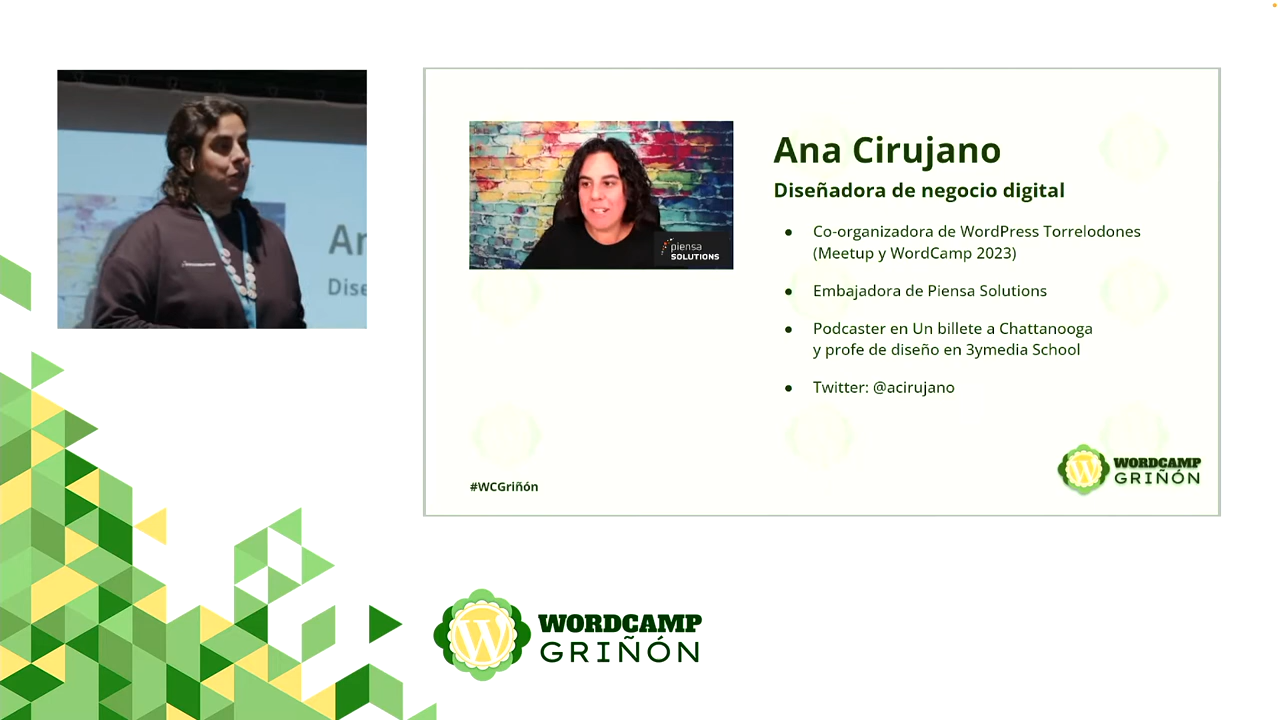 An
Dise
piensa
SOLUTIONS
Ana Cirujano
Diseñadora de negocio digital
● Co-organizadora de WordPress Torrelodones
(Meetup y WordCamp 2023)
● Embajadora de Piensa Solutions
● Podcaster en Un billete a Chattanooga
y profe de diseño en 3ymedia School
● Twitter: @acirujano
#WCGriñón
WORDCAMP
GRIÑÓN
WORDCAMP
GRIÑÓN